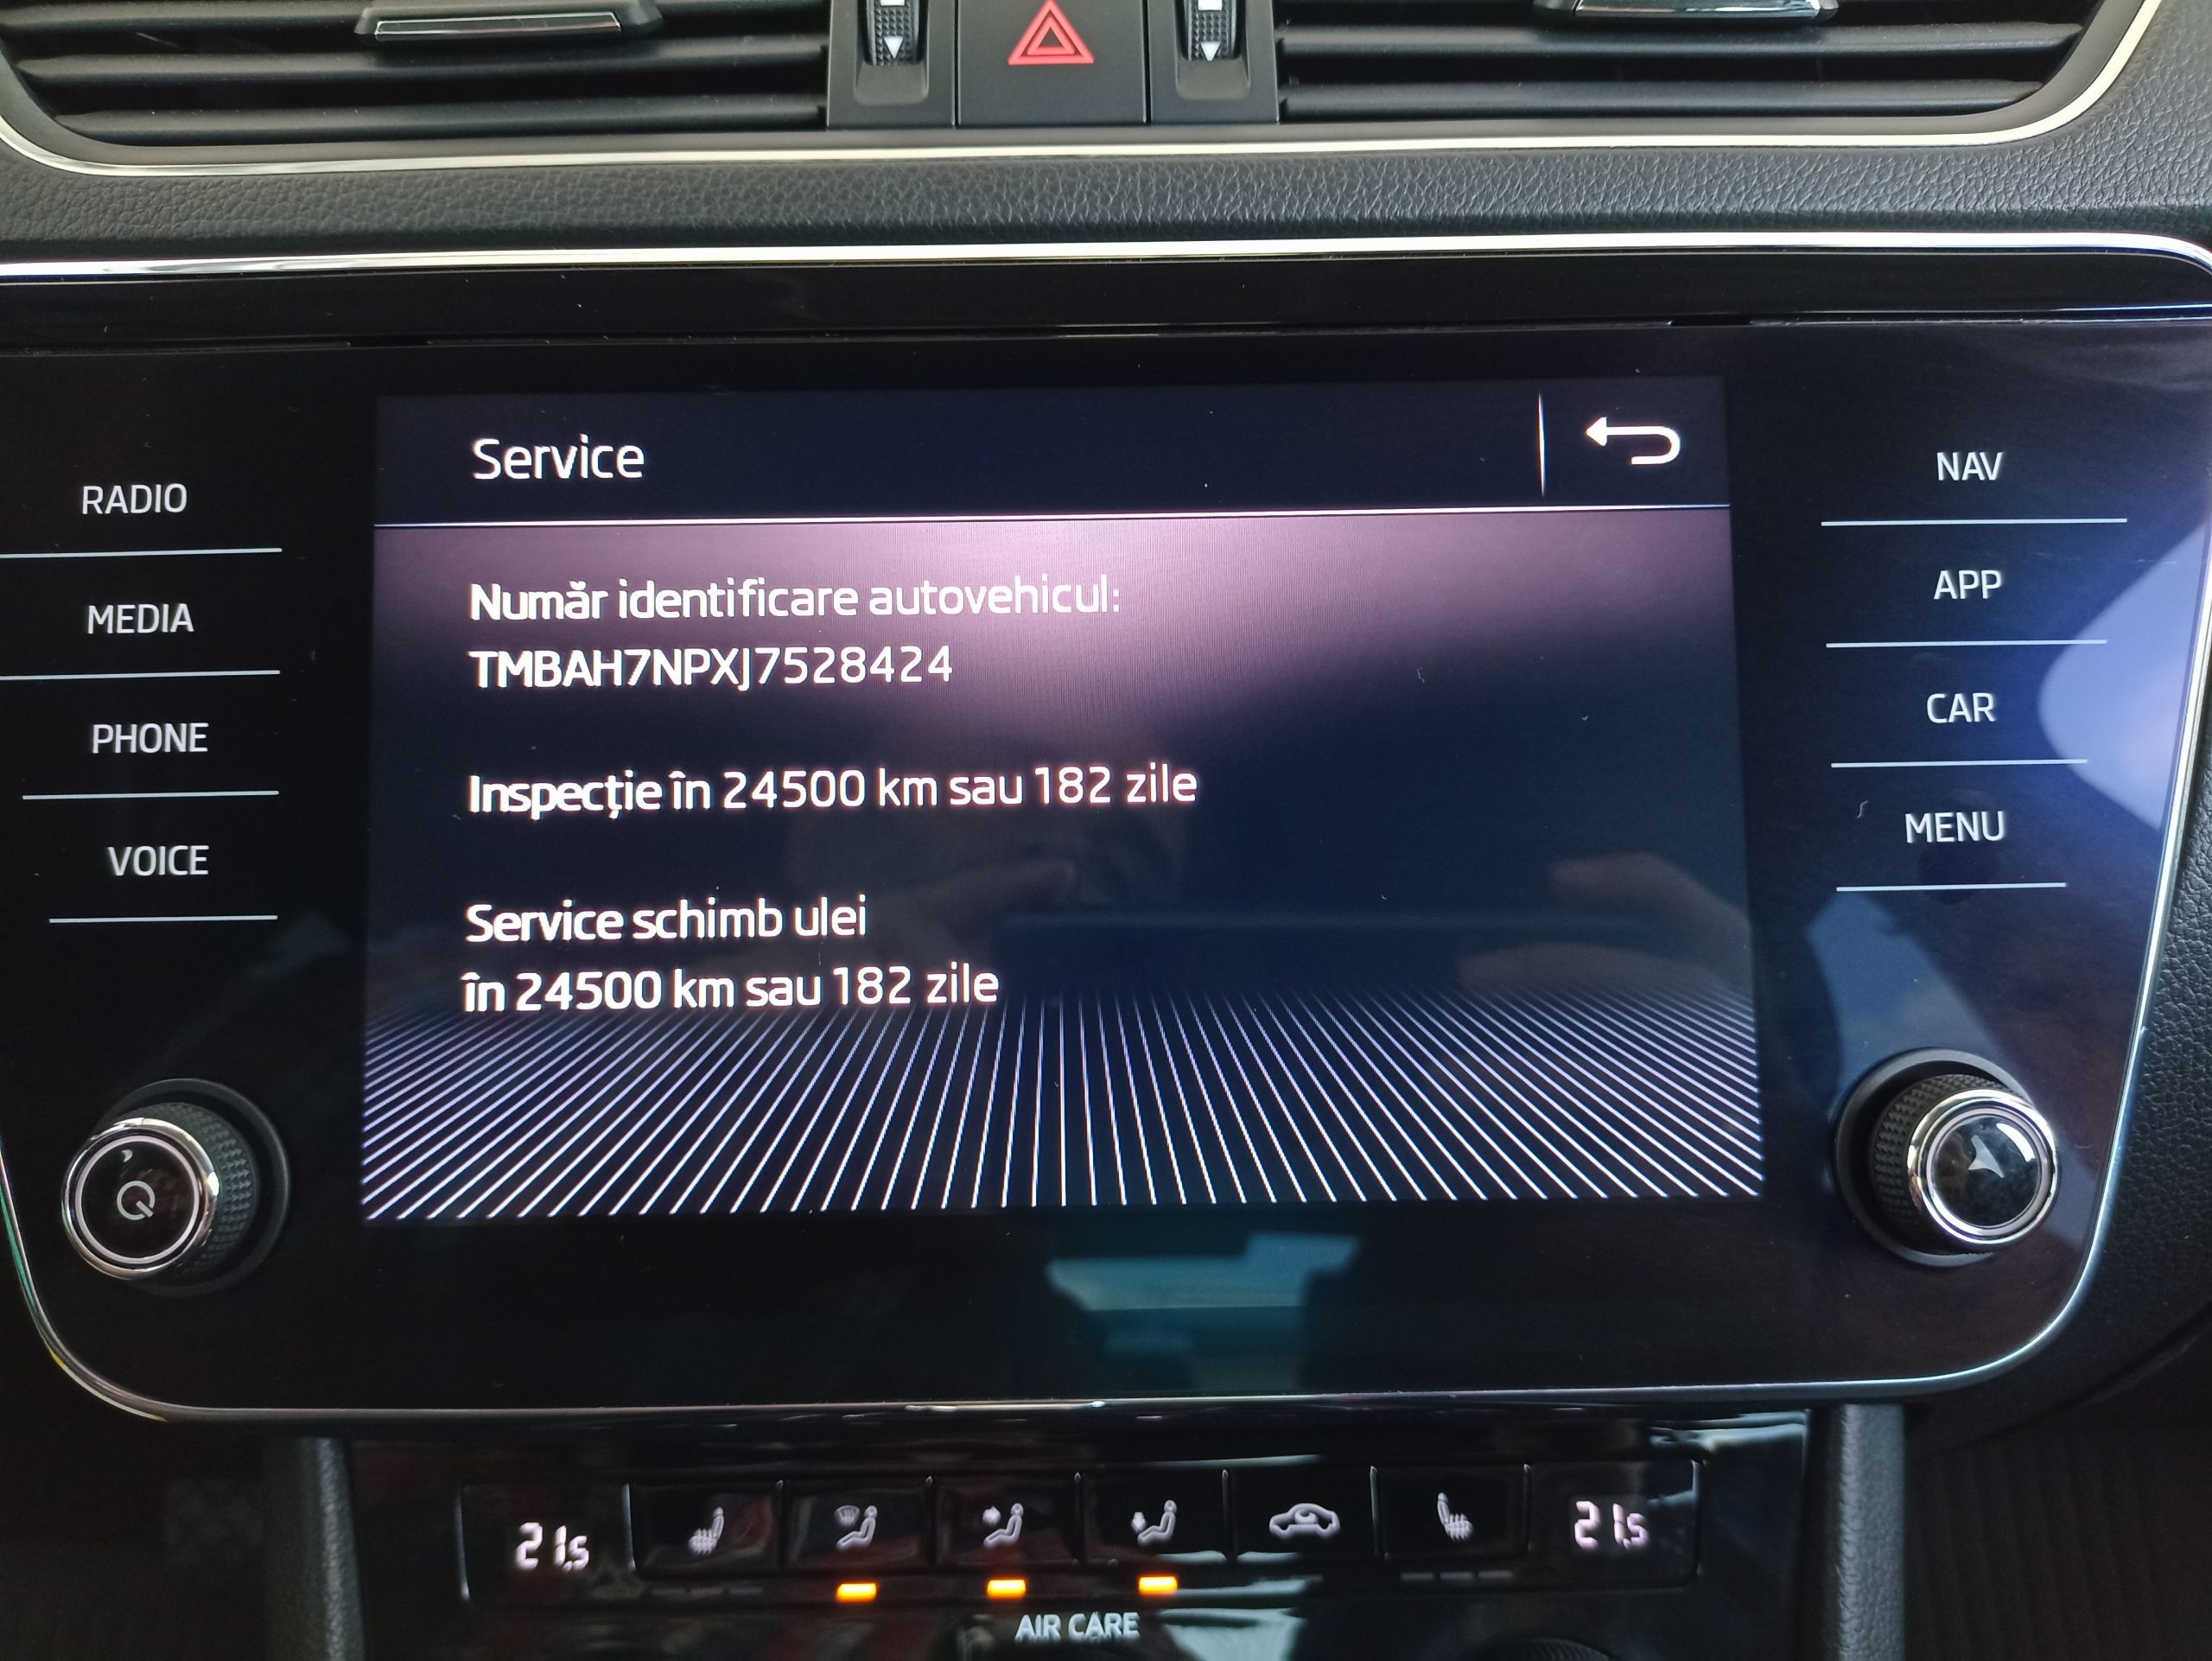 Service
RADIO
MEDIA
PHONE
VOICE
Număr identificare autovehicul:
TMBAH7NPXJ7528424
Inspecție în 24500 km sau 182 zile
Service schimb ulei
în 24500 km sau 182 zile
NAV
APP
CAR
MENU
21,5
21,5
AIR CARE